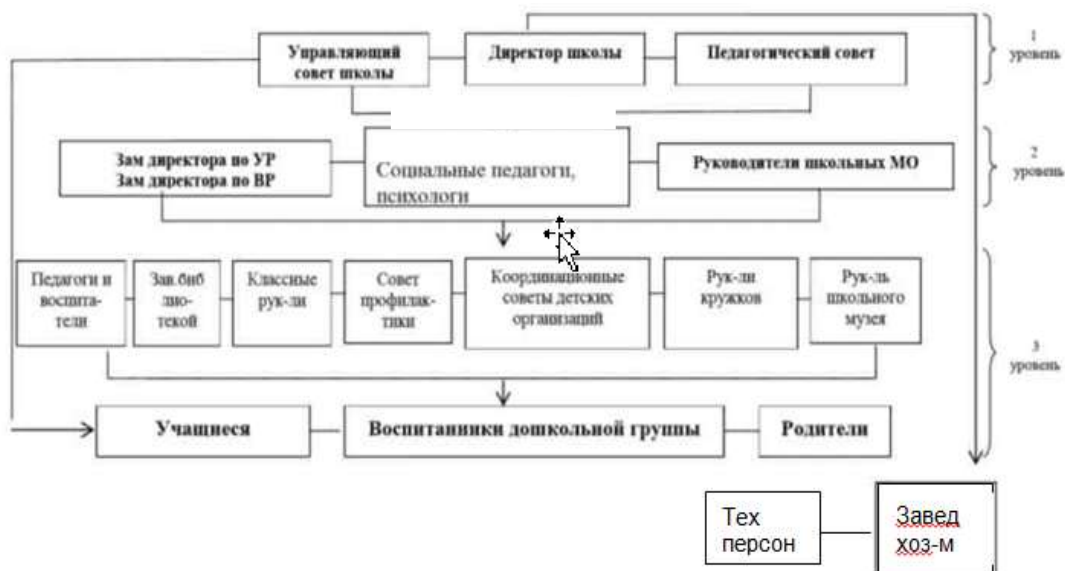 Управляющий
совет школы
Директор школы
Педагогический совет
1
уровень
Зам директора по УР
Зам директора по ВР
Социальные педагоги,
психологи
Руководители школьных МО
2
уровень
Педагоги и
воспита-
тели
Зав.биб
лио-
текой
Классные
рук-ли
Совет
профилак-
тики
Координационные
советы детских
организаций
Рук-ли
кружков
Рук-ль
школьного
музея
3
уровень
Учащиеся
Воспитанники дошкольной группы
Родители
Тех
персон
Завед
хоз-м